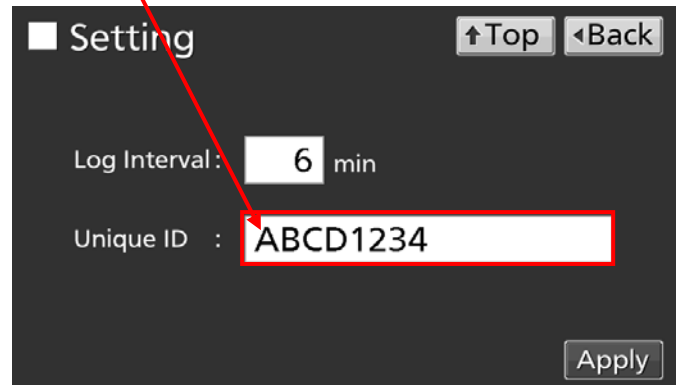 Setting
Top
Back
Log Interval: 6 min
Unique ID : ABCD1234
Apply